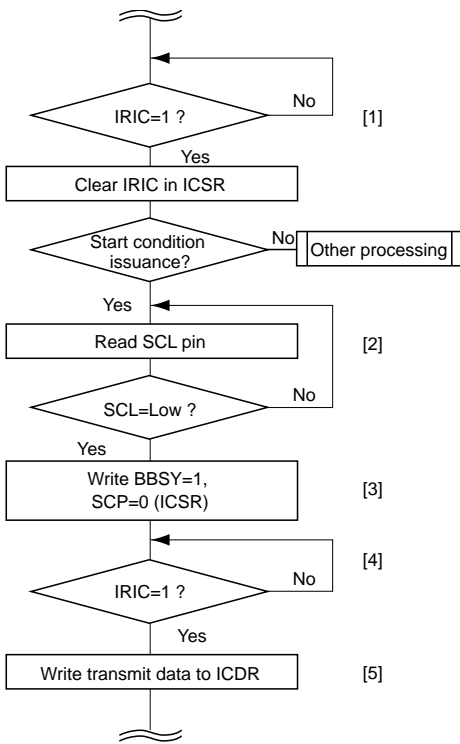 No
IRIC=1 ?
[1]
Yes
Clear IRIC in ICSR
Start condition
issuance?
No
Other processing
Yes
Read SCL pin
[2]
SCL=Low ?
No
Yes
Write BBSY=1,
SCP=0 (ICSR)
[3]
[4]
IRIC=1 ?
No
Yes
Write transmit data to ICDR
[5]